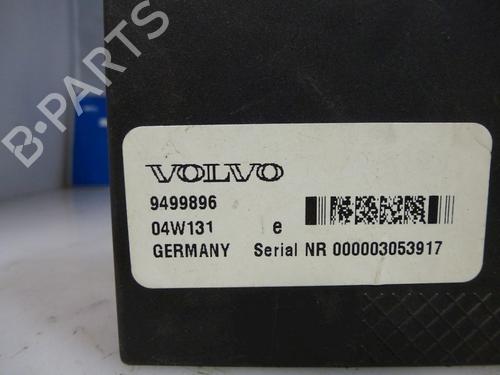 B-PARTS
VOLVO
9499896
04W131 e
GERMANY Serial NR 000003053917